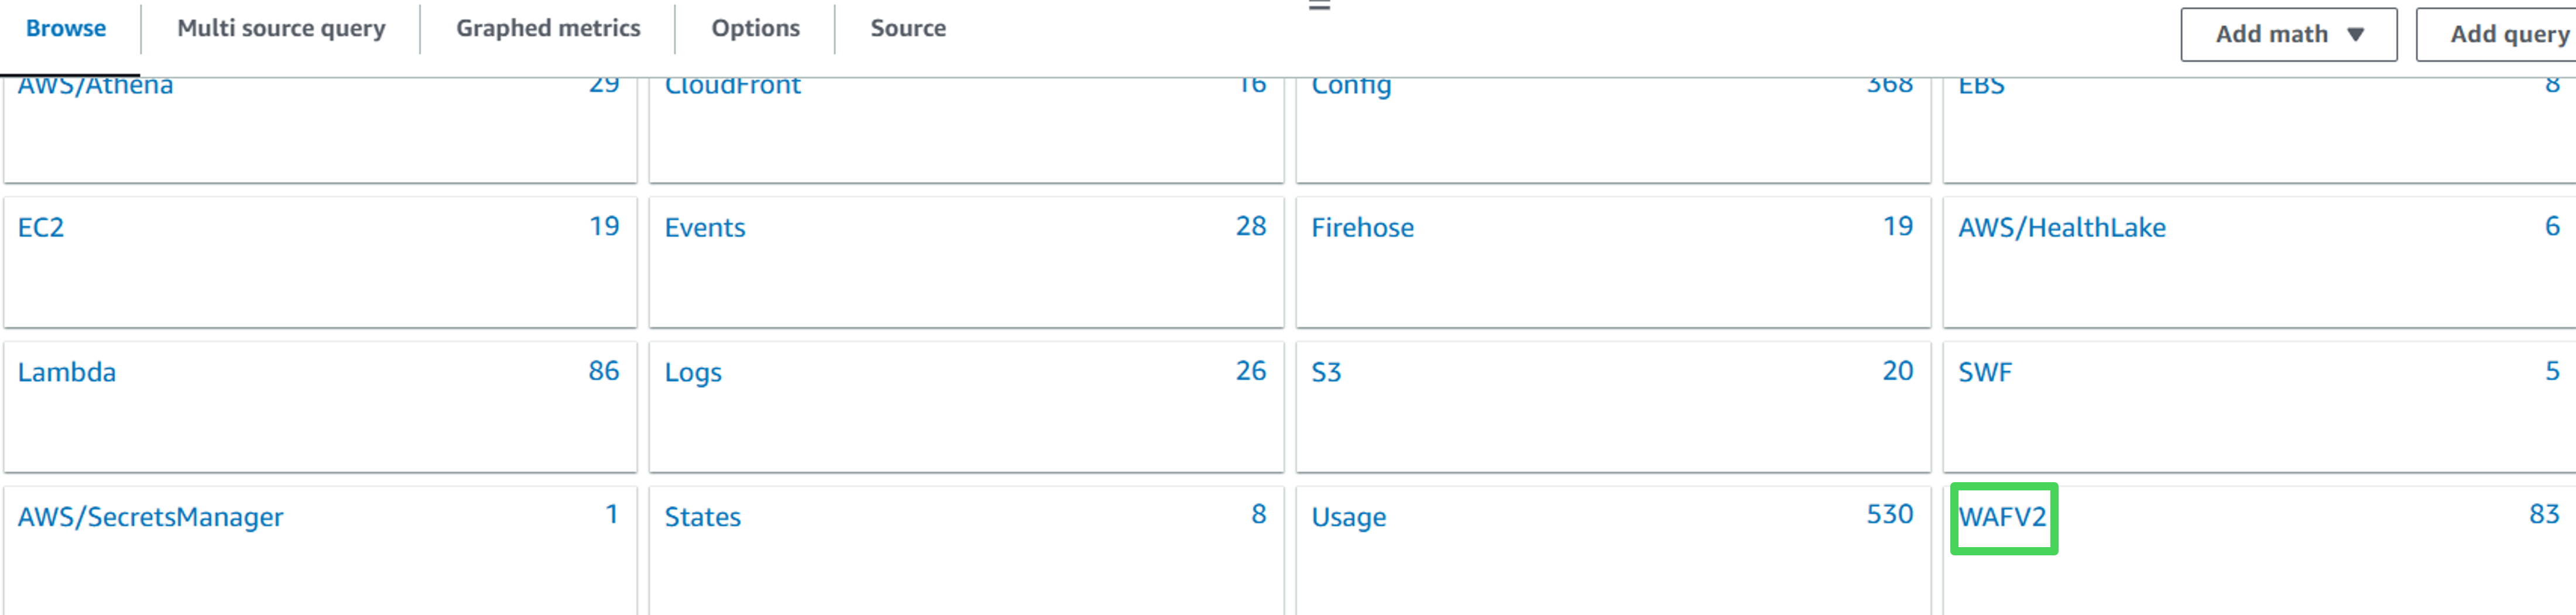 Browse Multi source query Graphed metrics Options Source Add math Add query
AWS/Athena 29 CloudFront 16 Config 368 EBS 8
EC2 19 Events 28 Firehose 19 AWS/HealthLake 6
Lambda 86 Logs 26 S3 20 SWF 5
AWS/SecretsManager 1 States 8 Usage 530 WAFV2 83